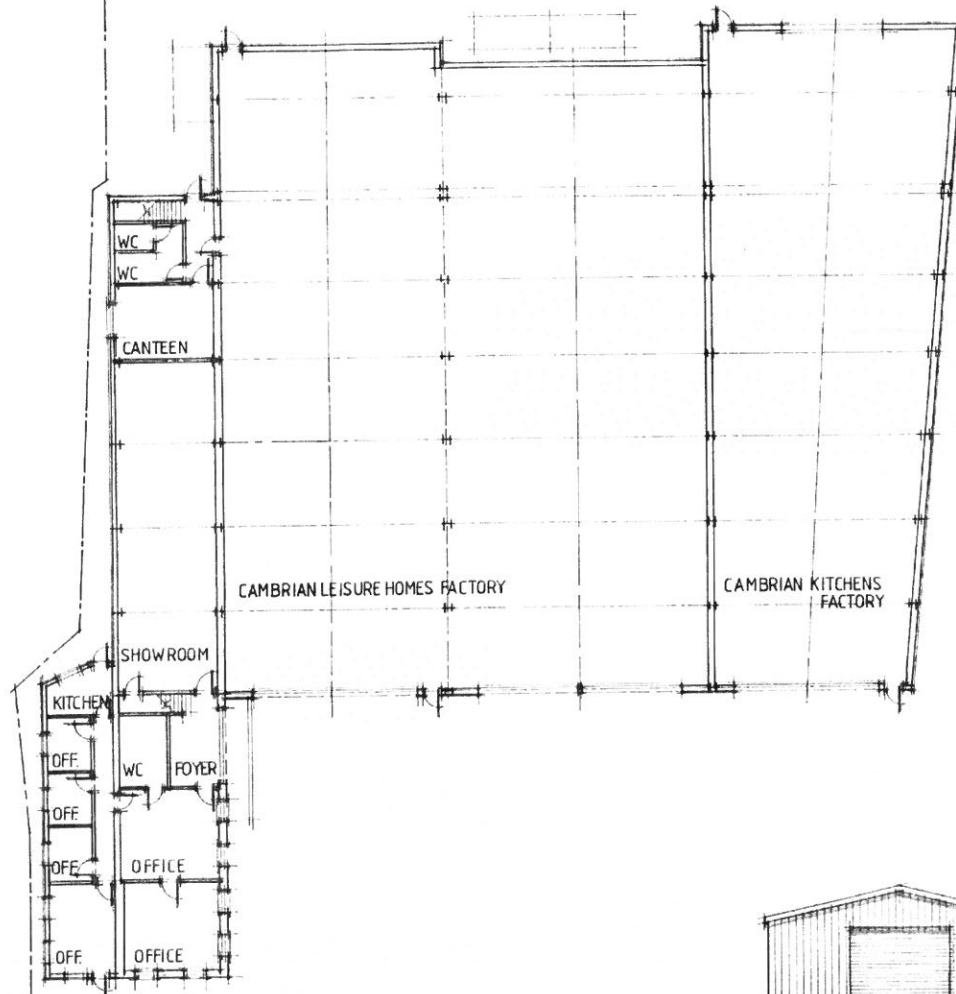 WC
WC
CANTEEN
CAMBRIAN LEISURE HOMES FACTORY
CAMBRIAN KITCHENS
FACTORY
SHOWROOM
KITCHEN
OFF.
WC
FOYER
OFF.
OFF.
OFFICE
OFF.
OFFICE